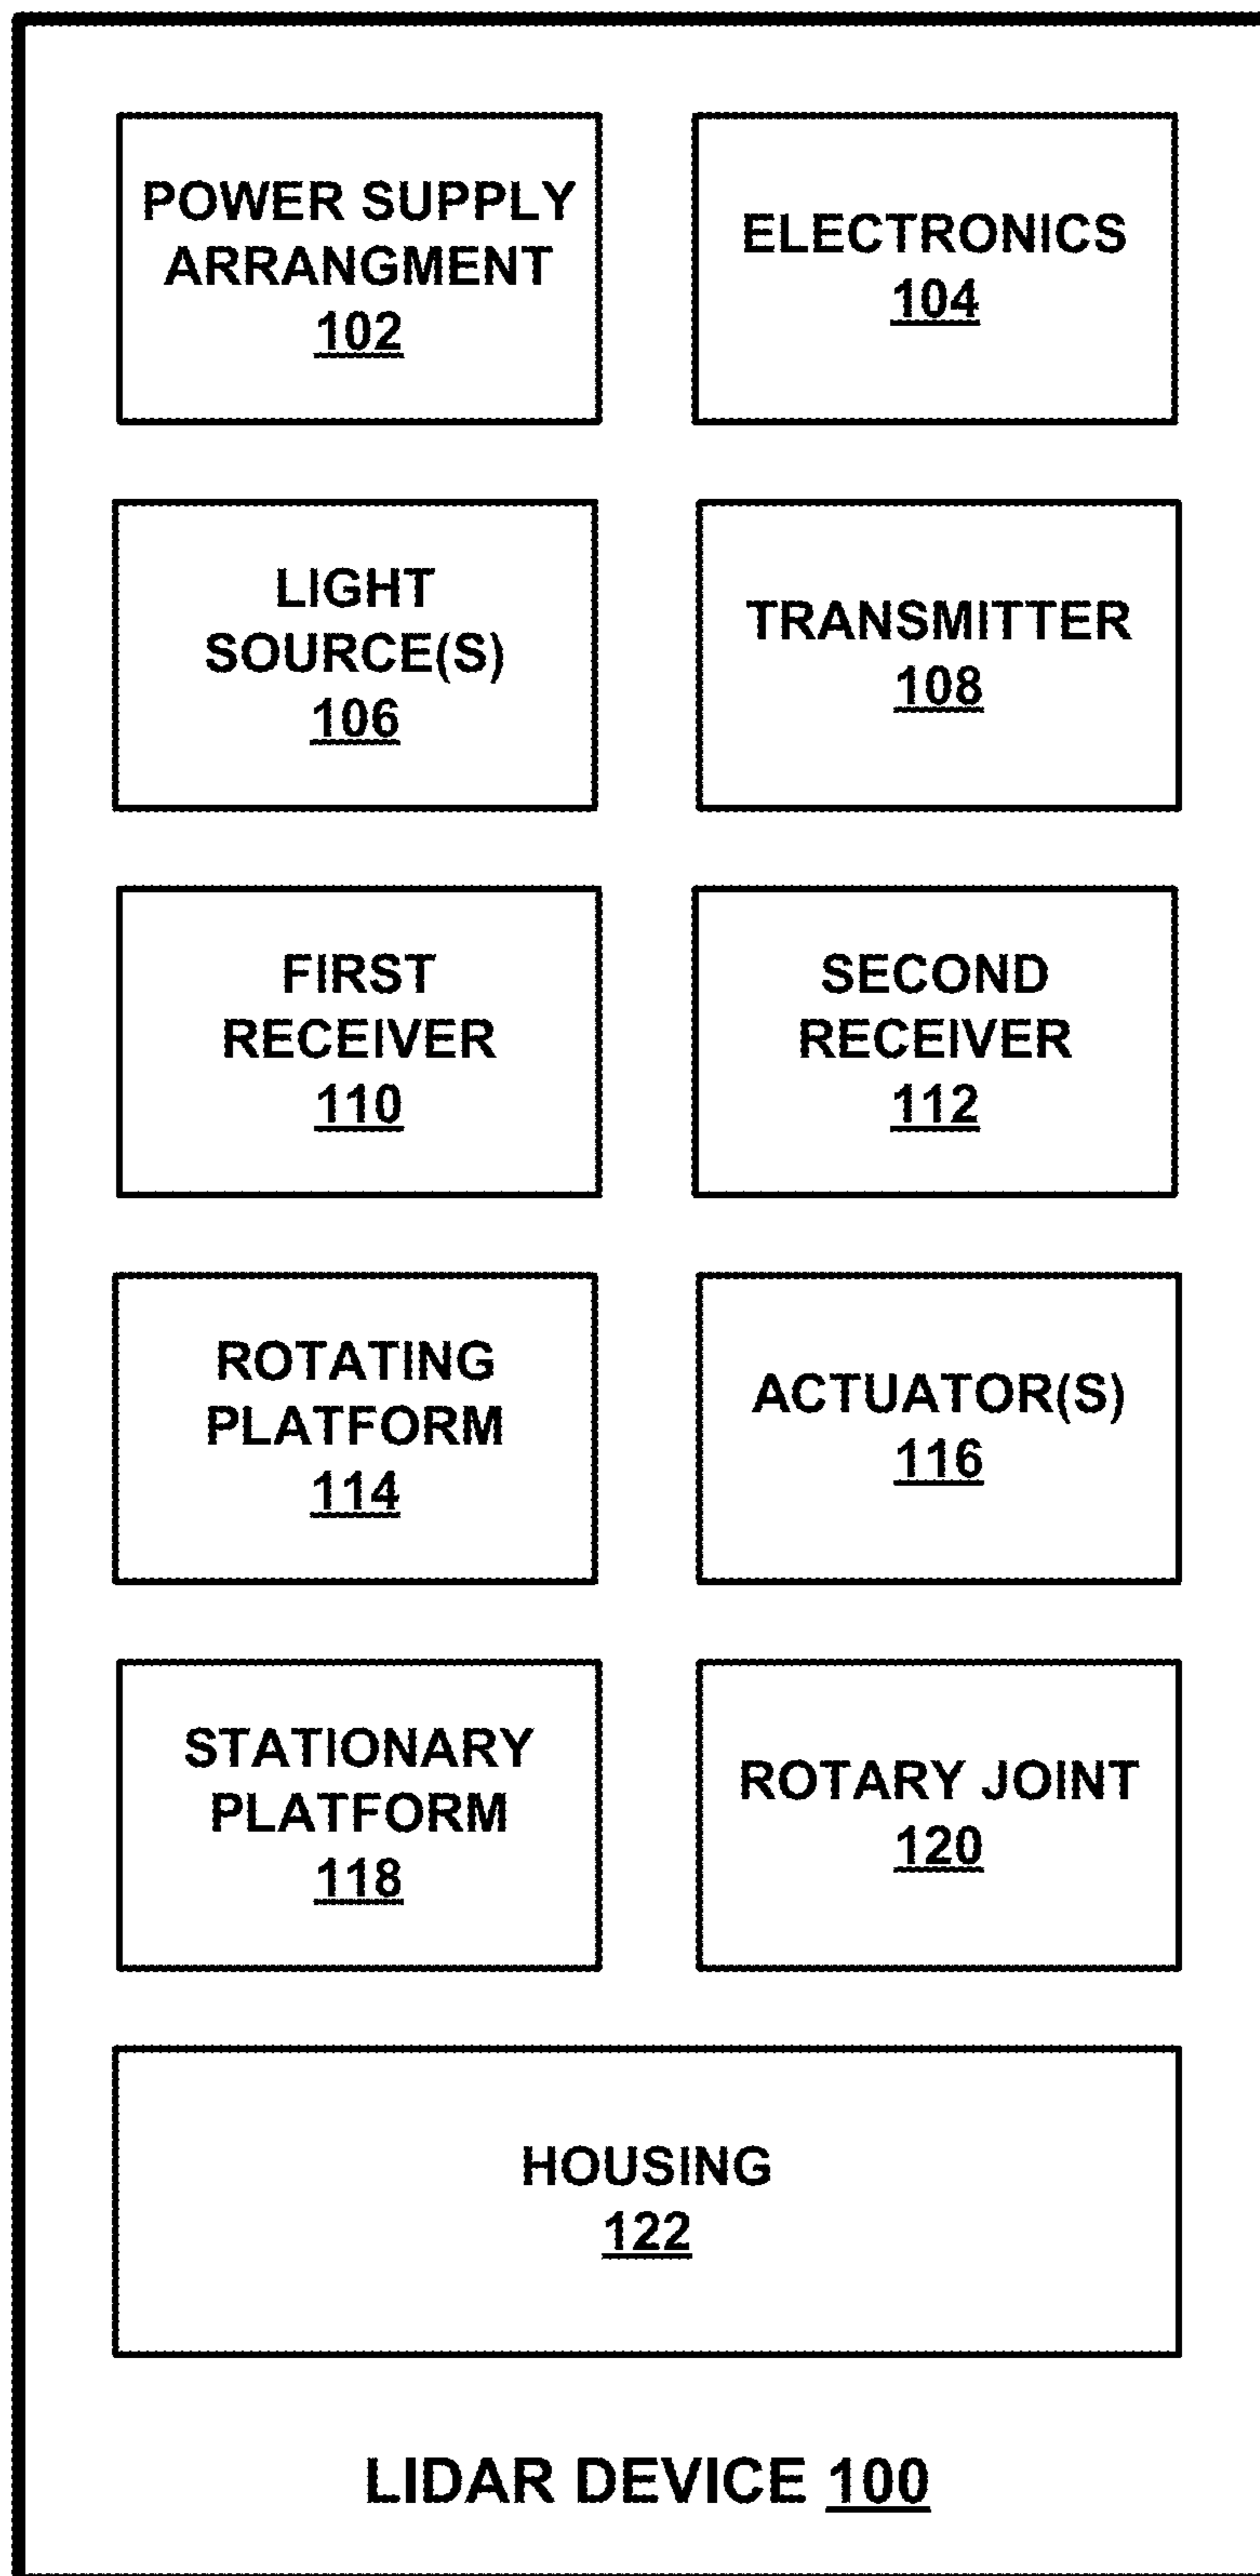 POWER SUPPLY
ARRANGMENT
102
ELECTRONICS
104
LIGHT
SOURCE(S)
106
TRANSMITTER
108
FIRST
RECEIVER
110
SECOND
RECEIVER
112
ROTATING
PLATFORM
114
ACTUATOR(S)
116
STATIONARY
PLATFORM
118
ROTARY JOINT
120
HOUSING
122
LIDAR DEVICE 100